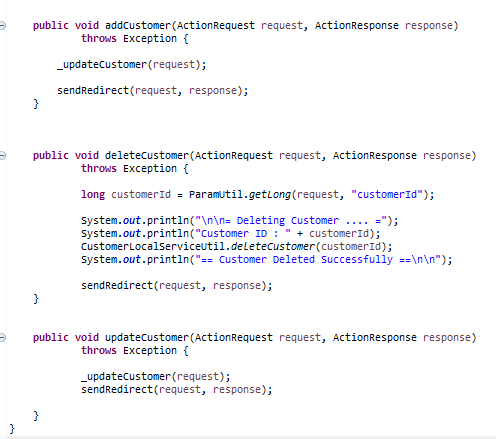 public void addCustomer(ActionRequest request, ActionResponse response)
throws Exception {
_updateCustomer(request);
sendRedirect(request, response);
}
public void deleteCustomer(ActionRequest request, ActionResponse response)
throws Exception {
long customerId = ParamUtil.getLong(request, "customerId");
System.out.println("\n\n= Deleting Customer .... =");
System.out.println("Customer ID : " + customerId);
CustomerLocalServiceUtil.deleteCustomer(customerId);
System.out.println("== Customer Deleted Successfully ==\n\n");
sendRedirect(request, response);
}
public void updateCustomer(ActionRequest request, ActionResponse response)
throws Exception {
_updateCustomer(request);
sendRedirect(request, response);
}
}